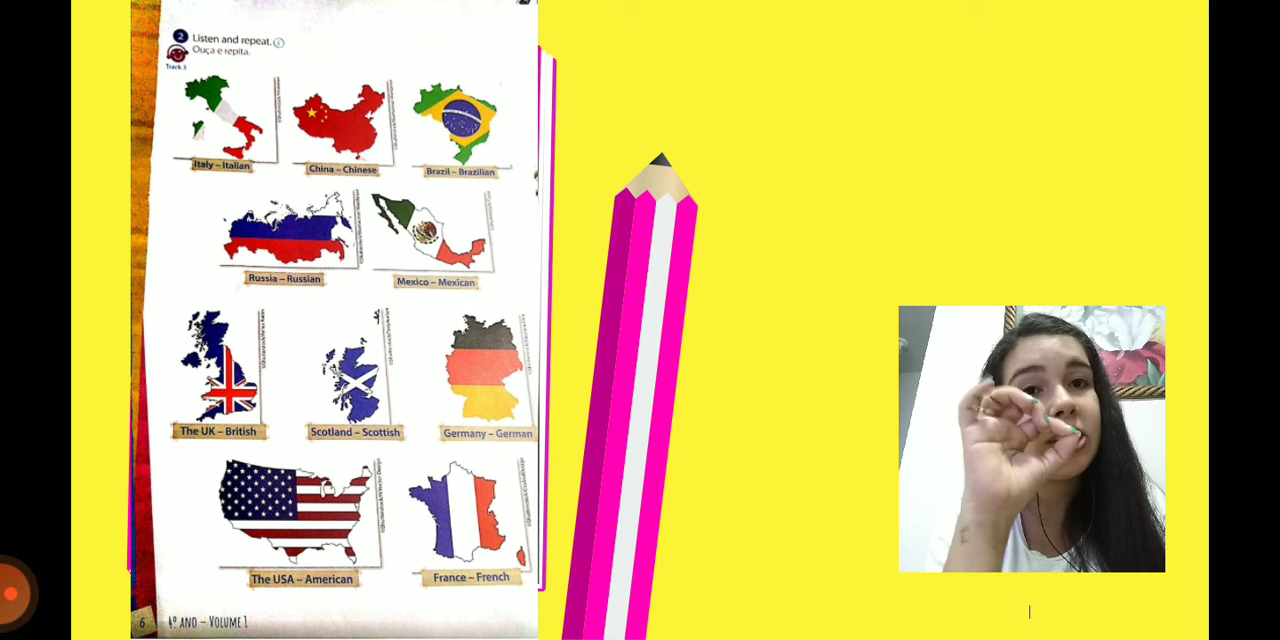 2 Listen and repeat.
Ouça e repita.
Track 3
Italy – Italian
China – Chinese
Brazil – Brazilian
Russia – Russian
Mexico – Mexican
The UK – British
Scotland – Scottish
Germany – German
The USA – American
France – French
6 4º ANO – VOLUME 1